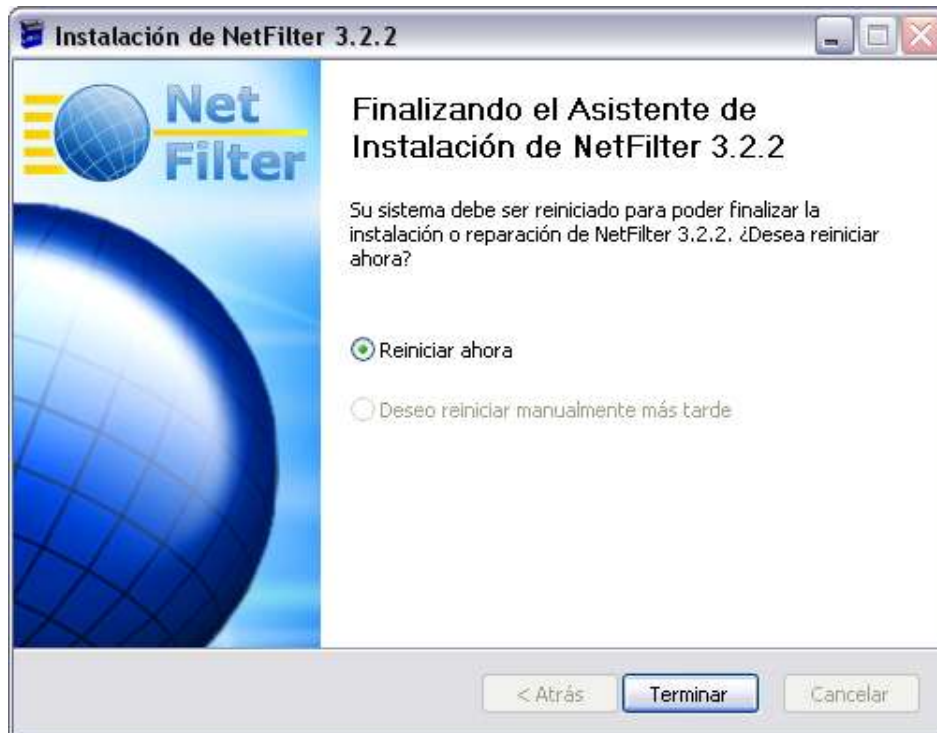 Instalación de NetFilter 3.2.2
Net
Filter
Finalizando el Asistente de
Instalación de NetFilter 3.2.2
Su sistema debe ser reiniciado para poder finalizar la
instalación o reparación de NetFilter 3.2.2. ¿Desea reiniciar
ahora?
Reiniciar ahora
Deseo reiniciar manualmente más tarde
< Atrás
Terminar
Cancelar